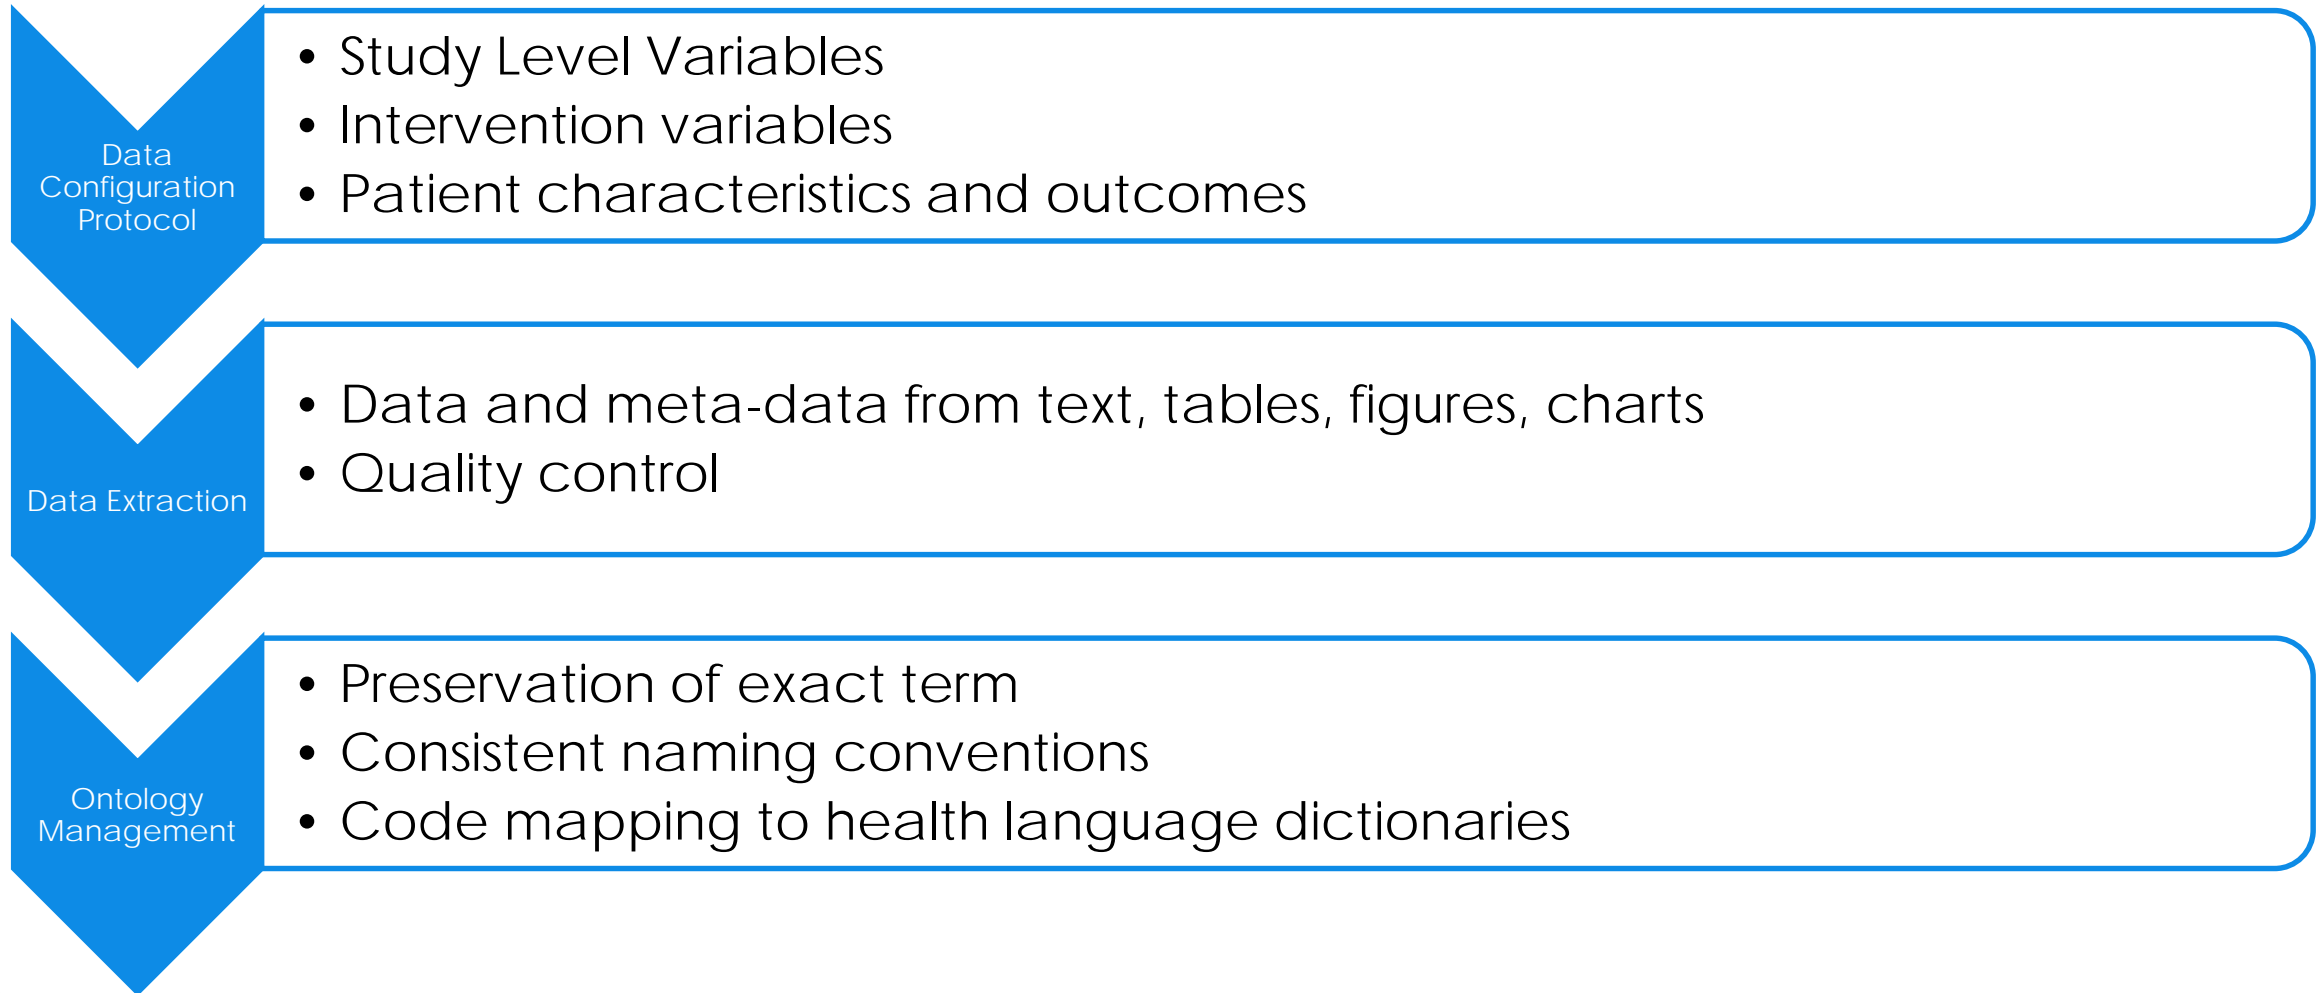 Data
Configuration
Protocol
• Study Level Variables
• Intervention variables
• Patient characteristics and outcomes
Data Extraction
• Data and meta-data from text, tables, figures, charts
• Quality control
Ontology
Management
• Preservation of exact term
• Consistent naming conventions
• Code mapping to health language dictionaries